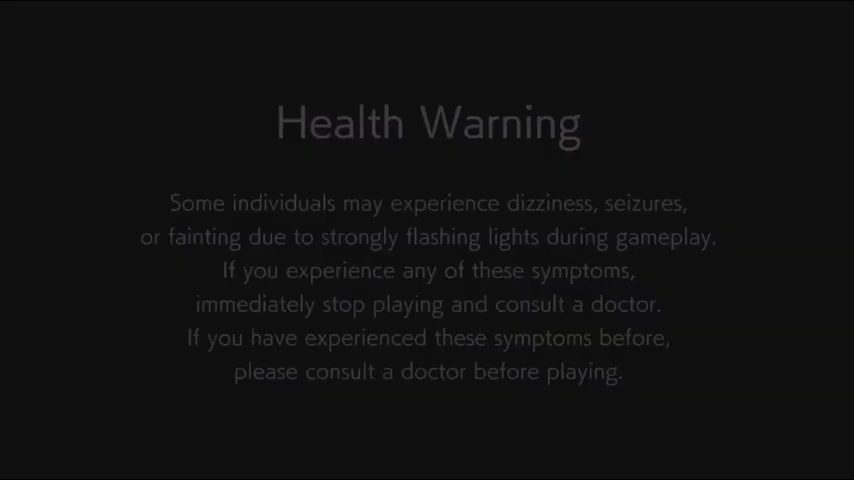 Health Warning
Some individuals may experience dizziness, seizures,
or fainting due to strongly flashing lights during gameplay.
If you experience any of these symptoms,
immediately stop playing and consult a doctor.
If you have experienced these symptoms before,
please consult a doctor before playing.